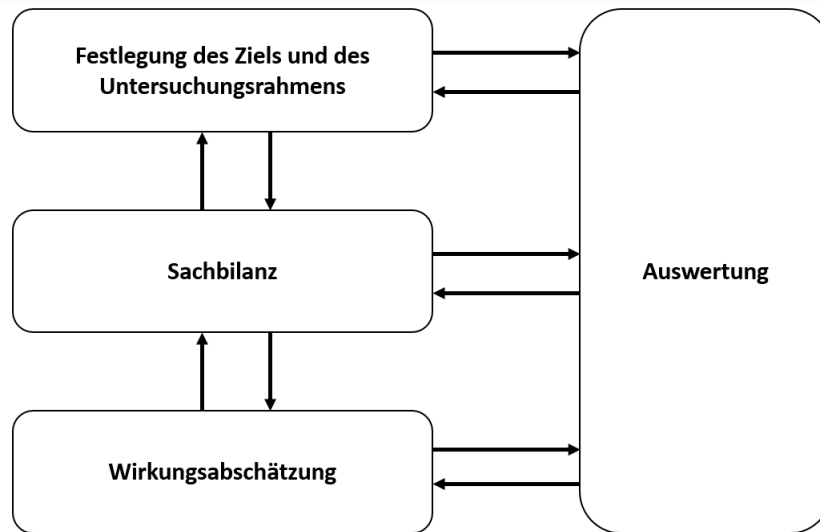 Festlegung des Ziels und des
Untersuchungsrahmens
Sachbilanz
Auswertung
Wirkungsabschätzung